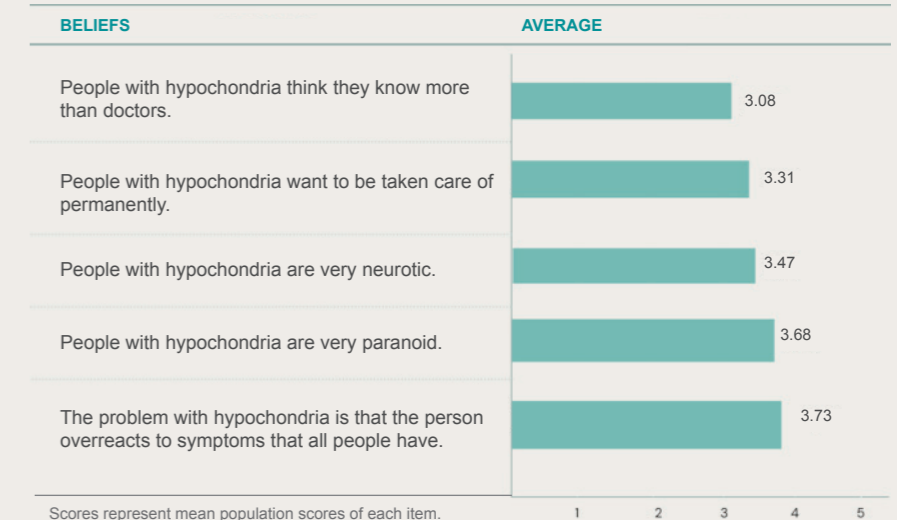 BELIEFS AVERAGE
People with hypochondria think they know more
than doctors.
3.08
People with hypochondria want to be taken care of
permanently.
3.31
People with hypochondria are very neurotic.
3.47
People with hypochondria are very paranoid.
3.68
The problem with hypochondria is that the person
overreacts to symptoms that all people have.
3.73
Scores represent mean population scores of each item.
1 2 3 4 5